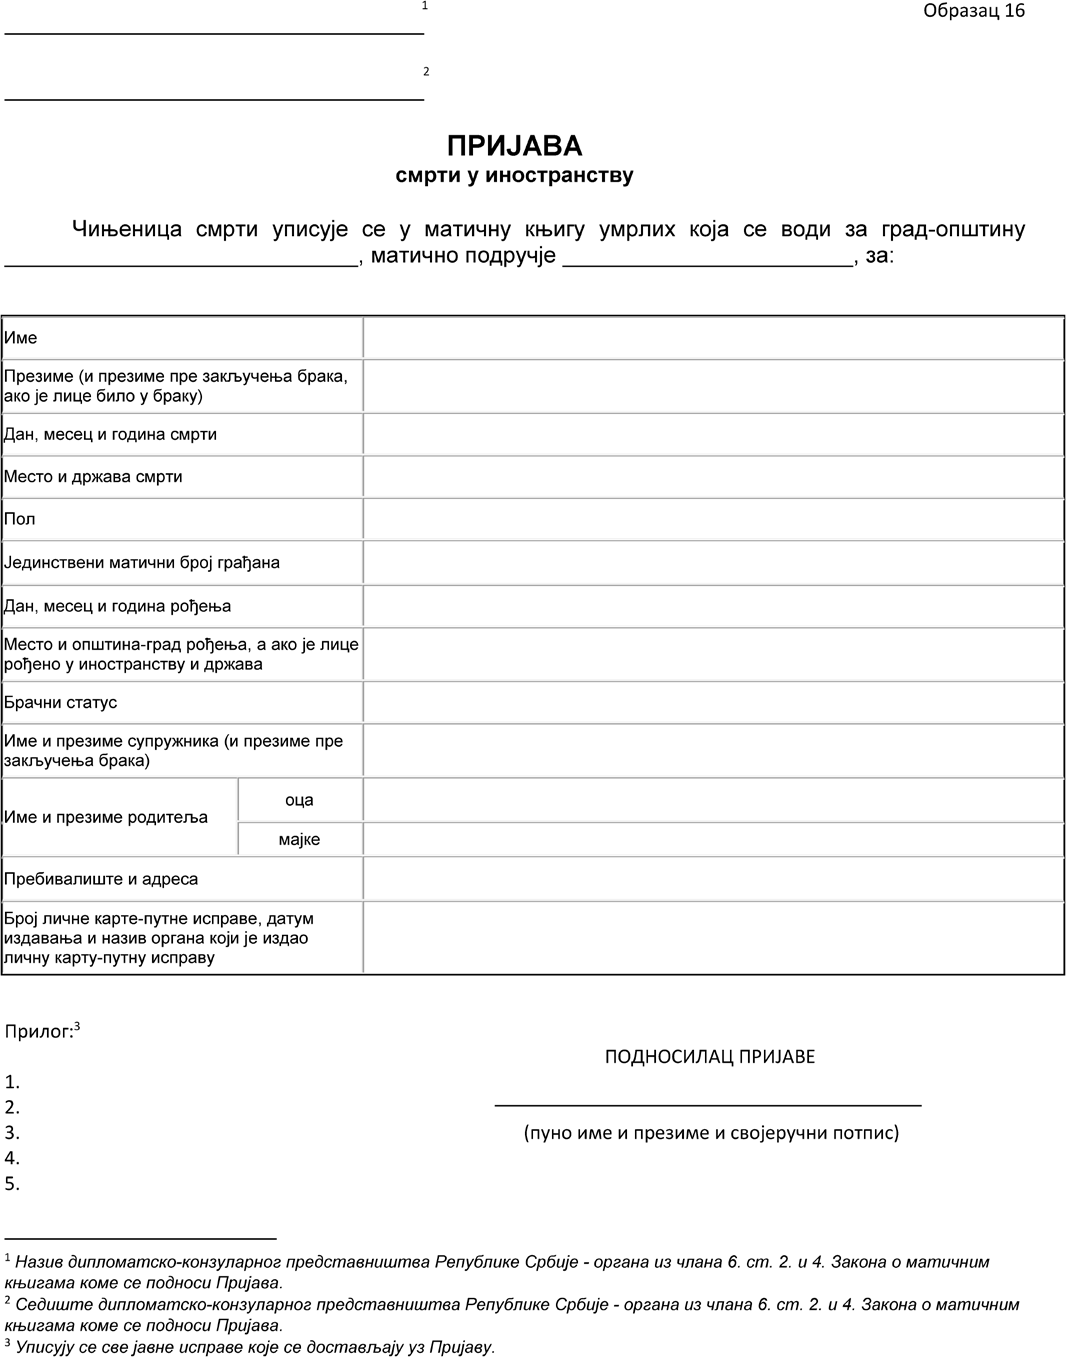 1
Образац 16
2
ПРИЈАВА
смрти у иностранству
Чињеница смрти уписује се у матичну књигу умрлих која се води за град-општину
_____________________________, матично подручје ________________________, за:
Име
Презиме (и презиме пре закључења брака,
ако је лице било у браку)
Дан, месец и година смрти
Место и држава смрти
Пол
Јединствени матични број грађана
Дан, месец и година рођења
Место и општина-град рођења, а ако је лице
рођено у иностранству и држава
Брачни статус
Име и презиме супружника (и презиме пре
закључења брака)
Име и презиме родитеља
оца
мајке
Пребивалиште и адреса
Број личне карте-путне исправе, датум
издавања и назив органа који је издао
личну карту-путну исправу
Прилог:3
ПОДНОСИЛАЦ ПРИЈАВЕ
1.
2.
3.
(пуно име и презиме и својеручни потпис)
4.
5.
1 Назив дипломатско-конзуларног представништва Републике Србије - органа из члана 6. ст. 2. и 4. Закона о матичним
књигама коме се подноси Пријава.
2 Седиште дипломатско-конзуларног представништва Републике Србије - органа из члана 6. ст. 2. и 4. Закона о матичним
књигама коме се подноси Пријава.
3 Уписују се све јавне исправе које се достављају уз Пријаву.